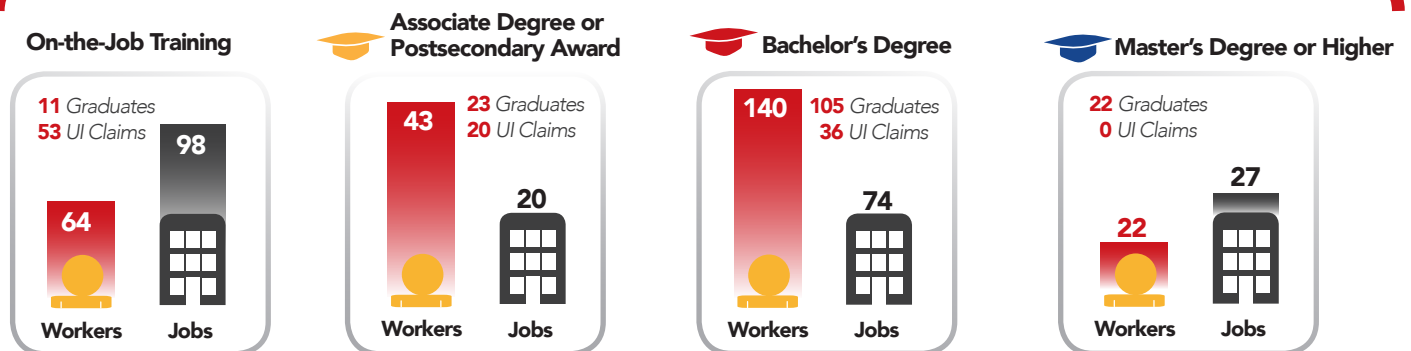 On-the-Job Training
11 Graduates
53 UI Claims
64
98
Workers
Jobs
Associate Degree or
Postsecondary Award
23 Graduates
20 UI Claims
43
20
Workers
Jobs
Bachelor's Degree
105 Graduates
36 UI Claims
140
74
Workers
Jobs
Master's Degree or Higher
22 Graduates
0 UI Claims
22
27
Workers
Jobs